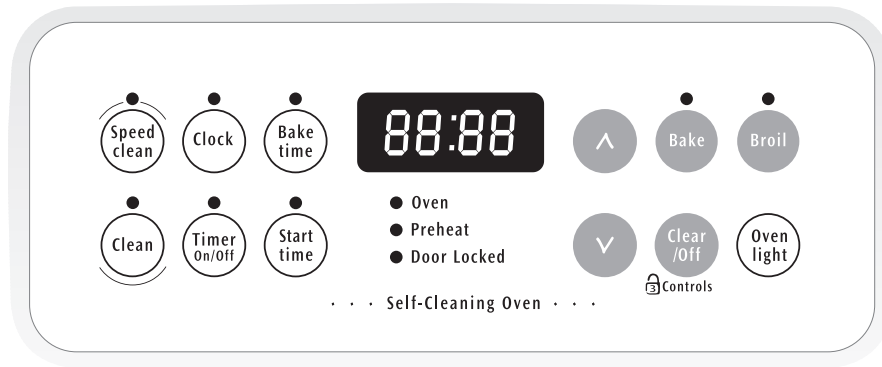 Speed
clean
Clock
Bake
time
88:88
Bake
Broil
Clean
Timer
On/Off
Start
time
Oven
Preheat
Door Locked
Clear
/Off
Oven
light
3 Controls
· · · Self-Cleaning Oven · · ·